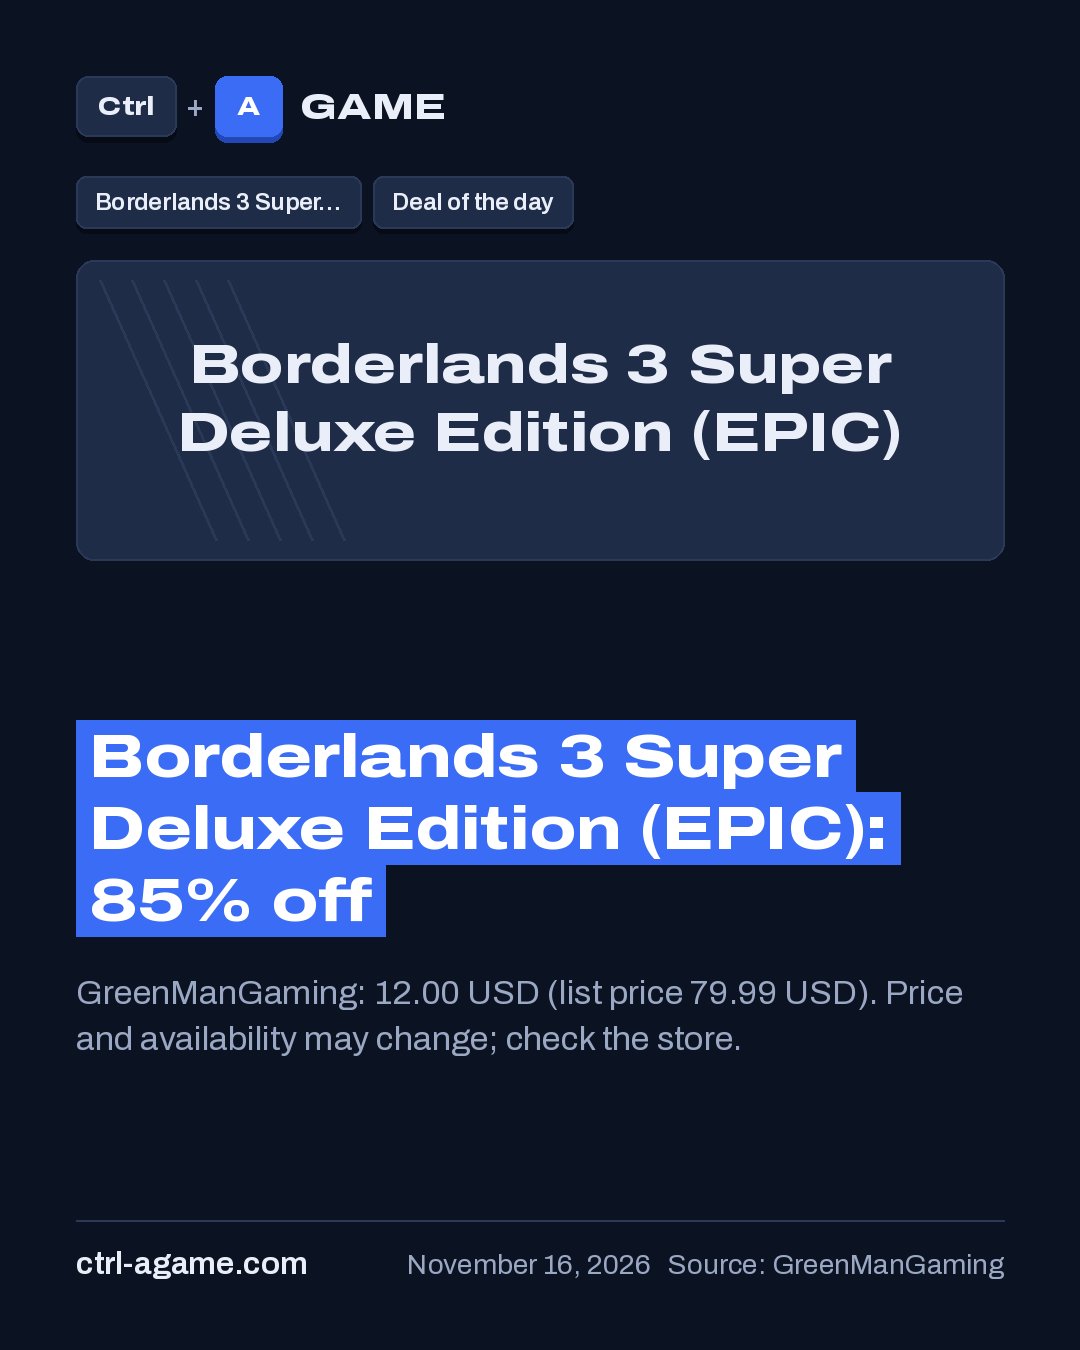 Ctrl + A GAME
Borderlands 3 Super... Deal of the day
Borderlands 3 Super
Deluxe Edition (EPIC)
Borderlands 3 Super
Deluxe Edition (EPIC):
85% off
GreenManGaming: 12.00 USD (list price 79.99 USD). Price
and availability may change; check the store.
ctrl-agame.com November 16, 2026 Source: GreenManGaming